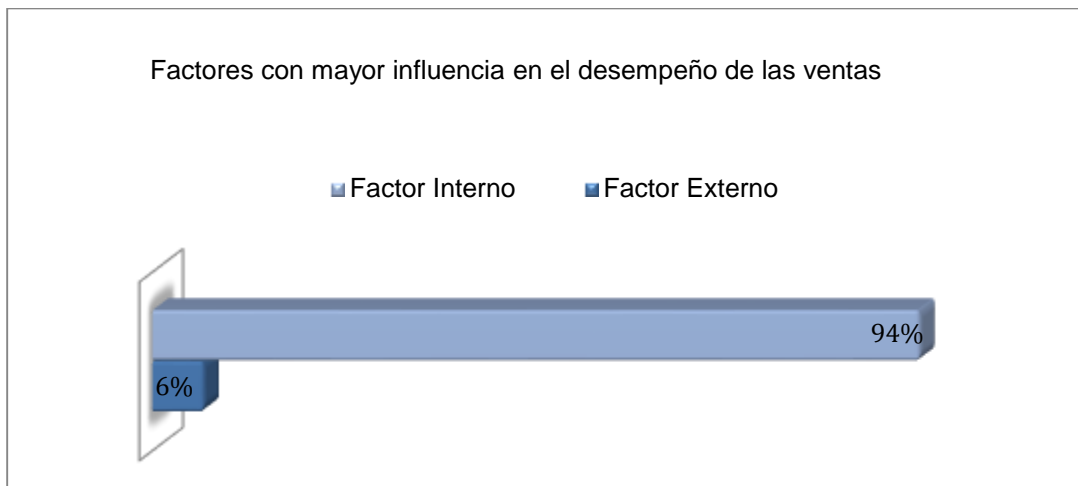 Factores con mayor influencia en el desempeño de las ventas
Factor Interno Factor Externo
94%
6%